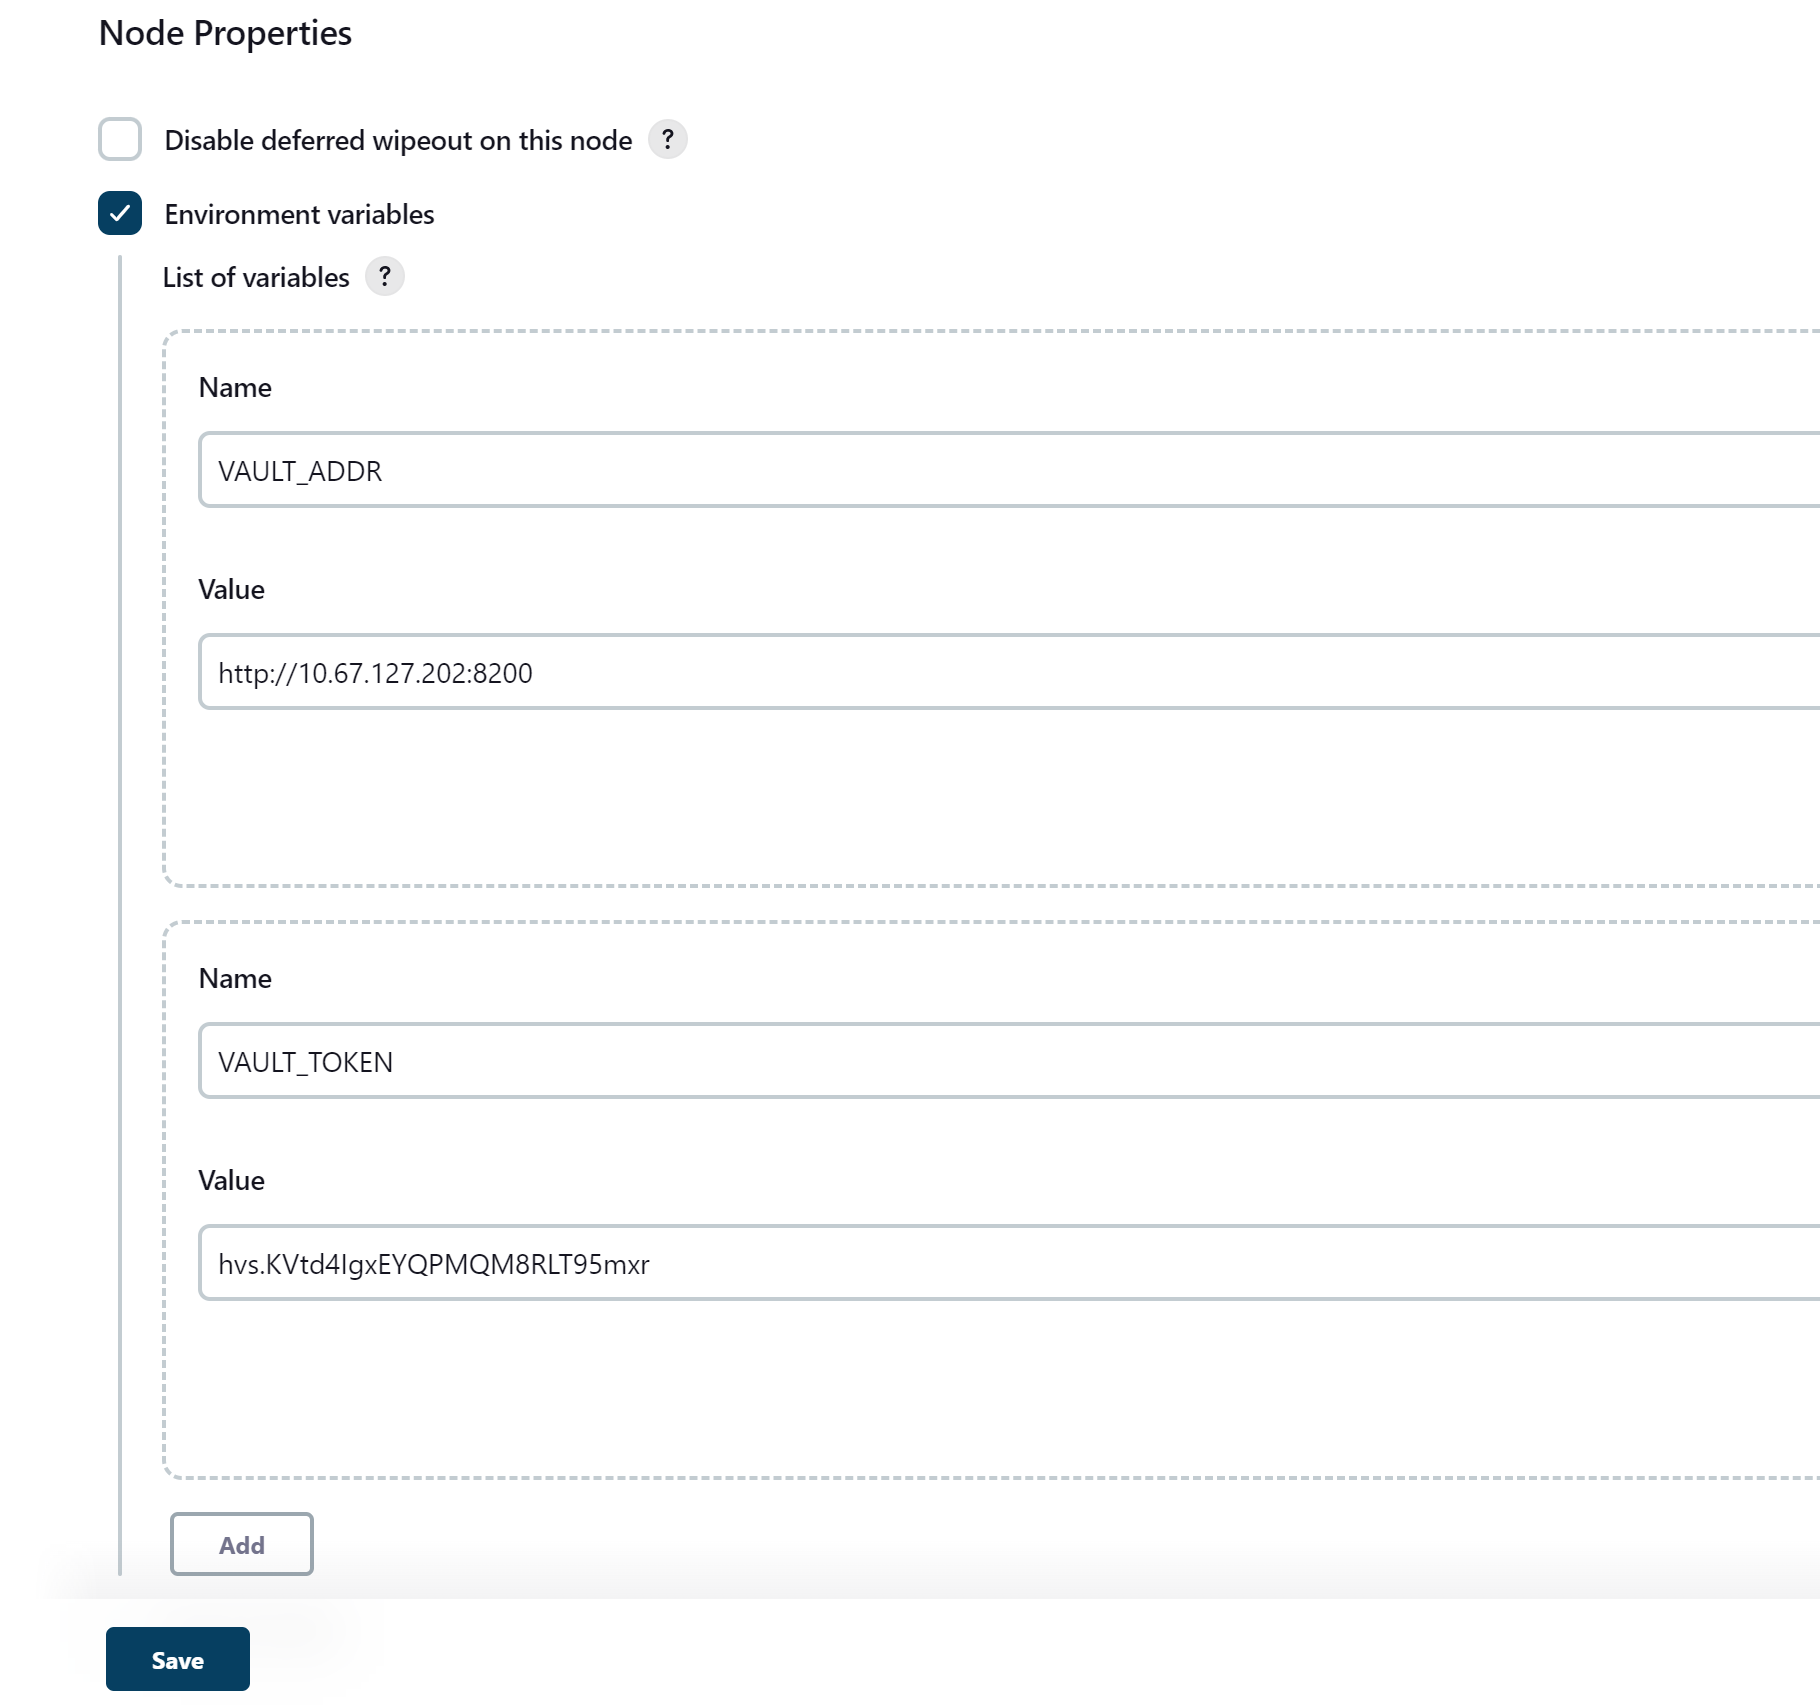 Node Properties
Disable deferred wipeout on this node ?
Environment variables
List of variables ?
Name
VAULT_ADDR
Value
http://10.67.127.202:8200
Name
VAULT_TOKEN
Value
hvs.KVtd4IgxEYQPMQM8RLT95mxr
Add
Save